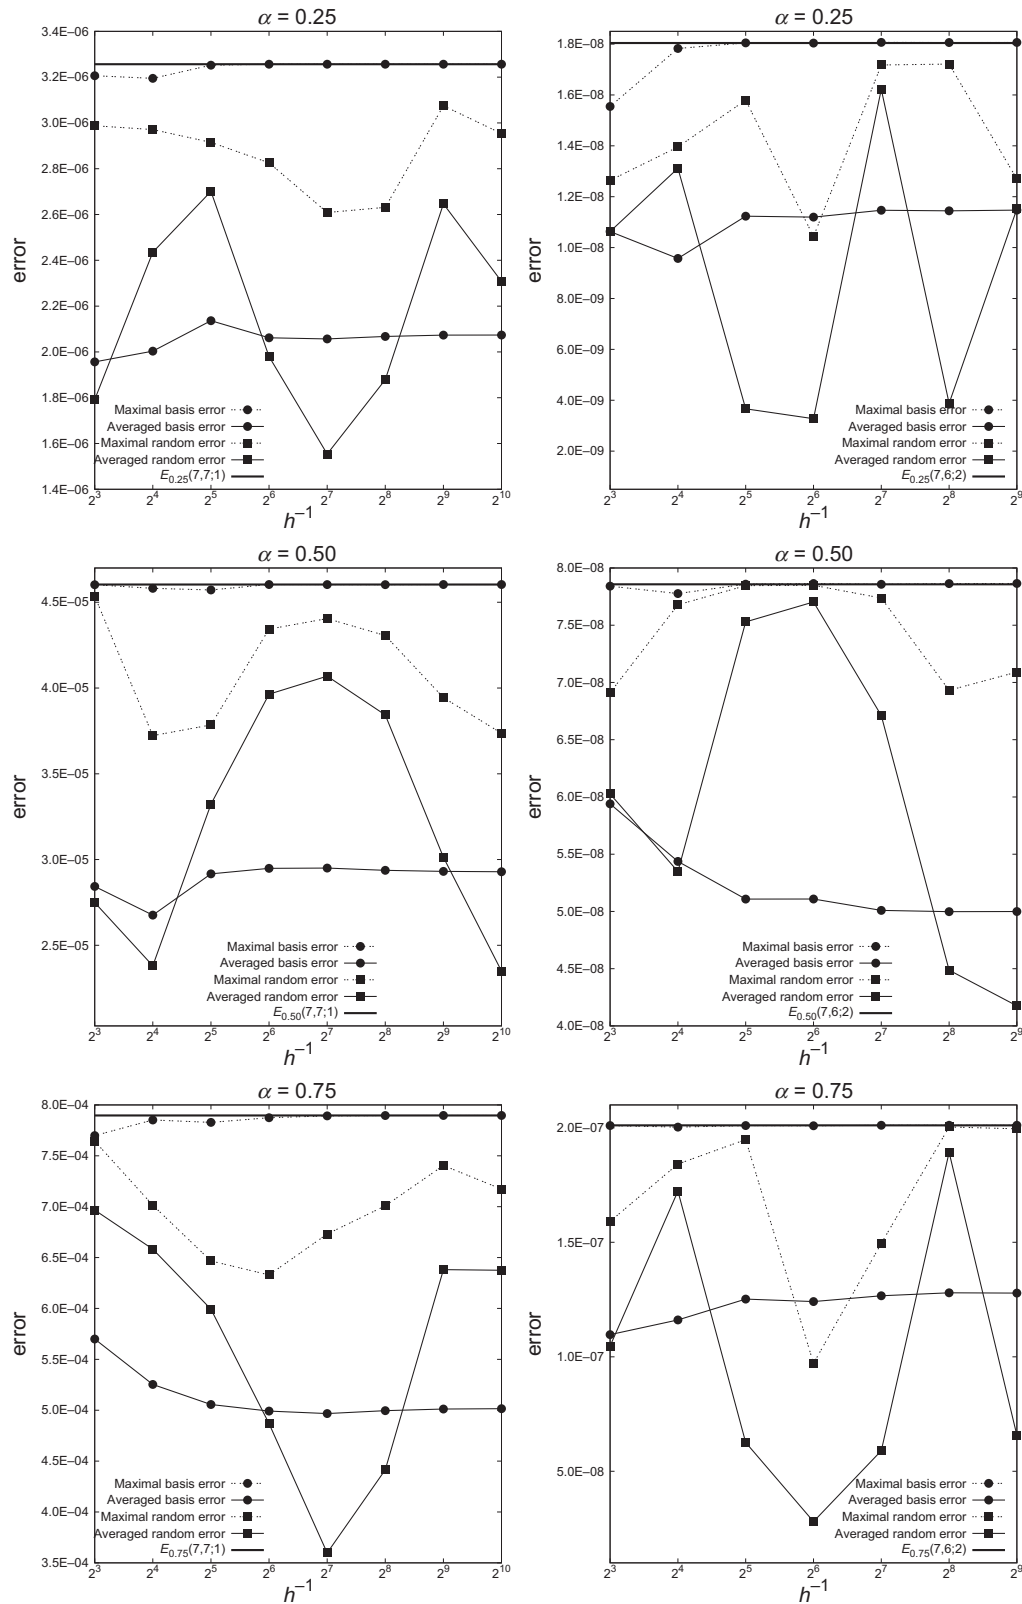 α = 0.25
3.4E–06
3.2E–06
3.0E–06
2.8E–06
2.6E–06
2.4E–06
2.2E–06
2.0E–06
1.8E–06
1.6E–06
1.4E–06
error
Maximal basis error
Averaged basis error
Maximal random error
Averaged random error
E0.25(7,7;1)
2^3 2^4 2^5 2^6 2^7 2^8 2^9 2^10
h^–1
α = 0.25
1.8E–08
1.6E–08
1.4E–08
1.2E–08
1.0E–08
8.0E–09
6.0E–09
4.0E–09
2.0E–09
error
Maximal basis error
Averaged basis error
Maximal random error
Averaged random error
E0.25(7,6;2)
2^3 2^4 2^5 2^6 2^7 2^8 2^9
h^–1
α = 0.50
4.5E–05
4.0E–05
3.5E–05
2.9E–05
2.5E–05
error
Maximal basis error
Averaged basis error
Maximal random error
Averaged random error
E0.50(7,7;1)
2^3 2^4 2^5 2^6 2^7 2^8 2^9 2^10
h^–1
α = 0.50
8.0E–08
7.5E–08
7.0E–08
6.5E–08
6.0E–08
5.5E–08
5.0E–08
4.5E–08
4.0E–08
error
Maximal basis error
Averaged basis error
Maximal random error
Averaged random error
E0.50(7,6;2)
2^3 2^4 2^5 2^6 2^7 2^8 2^9
h^–1
α = 0.75
8.0E–04
7.5E–04
7.0E–04
6.5E–04
6.0E–04
5.5E–04
5.0E–04
4.5E–04
4.0E–04
3.5E–04
error
Maximal basis error
Averaged basis error
Maximal random error
Averaged random error
E0.75(7,7;1)
2^3 2^4 2^5 2^6 2^7 2^8 2^9 2^10
h^–1
α = 0.75
2.0E–07
1.5E–07
1.0E–07
5.0E–08
error
Maximal basis error
Averaged basis error
Maximal random error
Averaged random error
E0.75(7,6;2)
2^3 2^4 2^5 2^6 2^7 2^8 2^9
h^–1